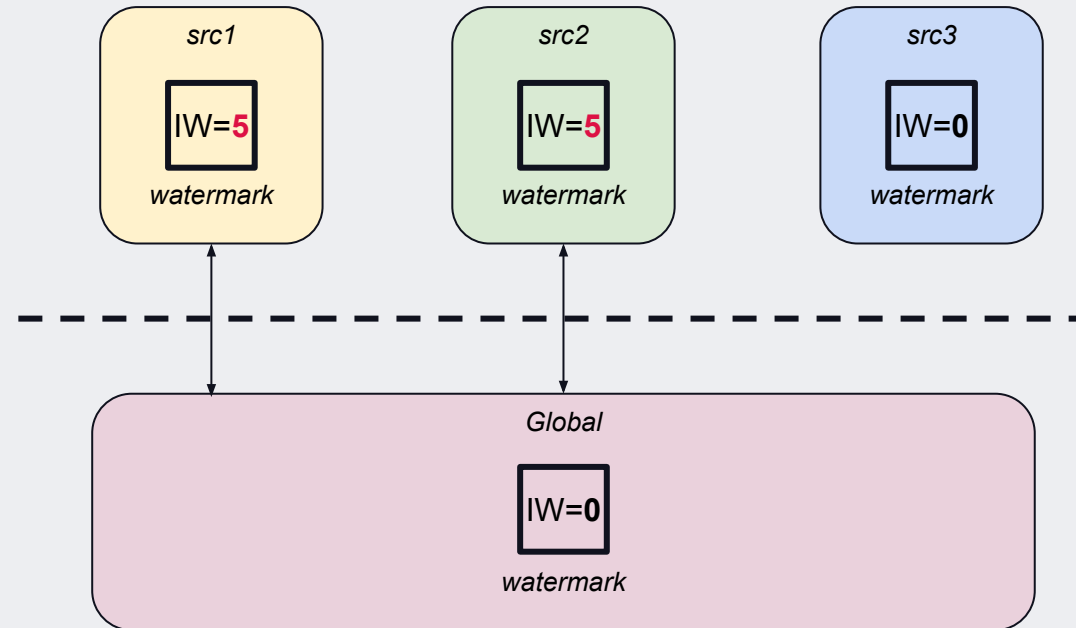 src1
IW=5
watermark
src2
IW=5
watermark
src3
IW=0
watermark
Global
IW=0
watermark